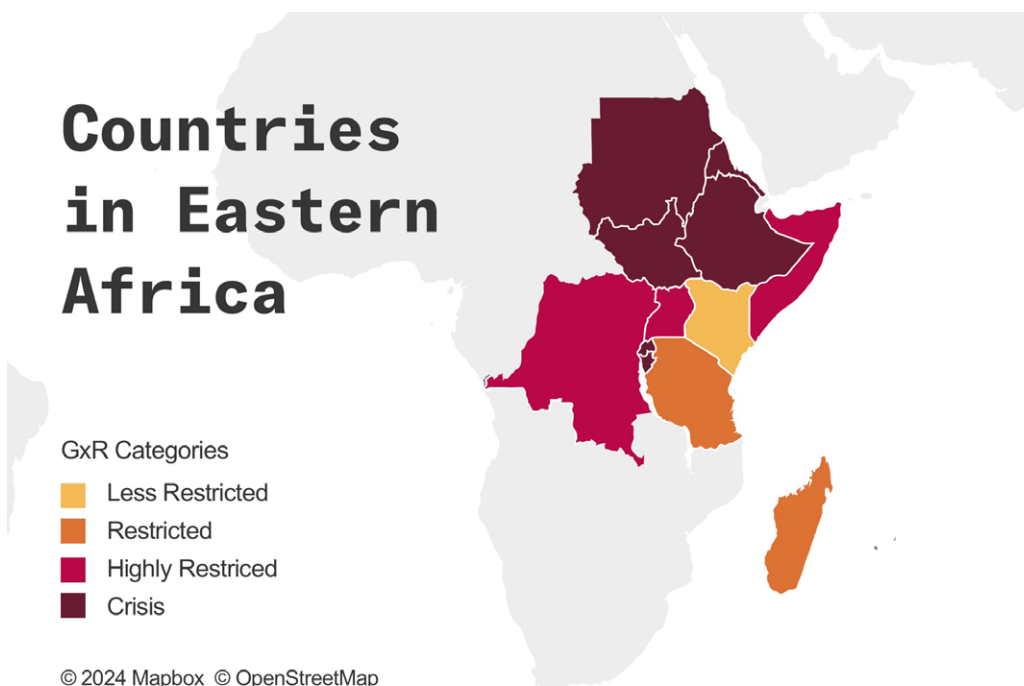 Countries
in Eastern
Africa
GxR Categories
Less Restricted
Restricted
Highly Restriced
Crisis
© 2024 Mapbox © OpenStreetMap